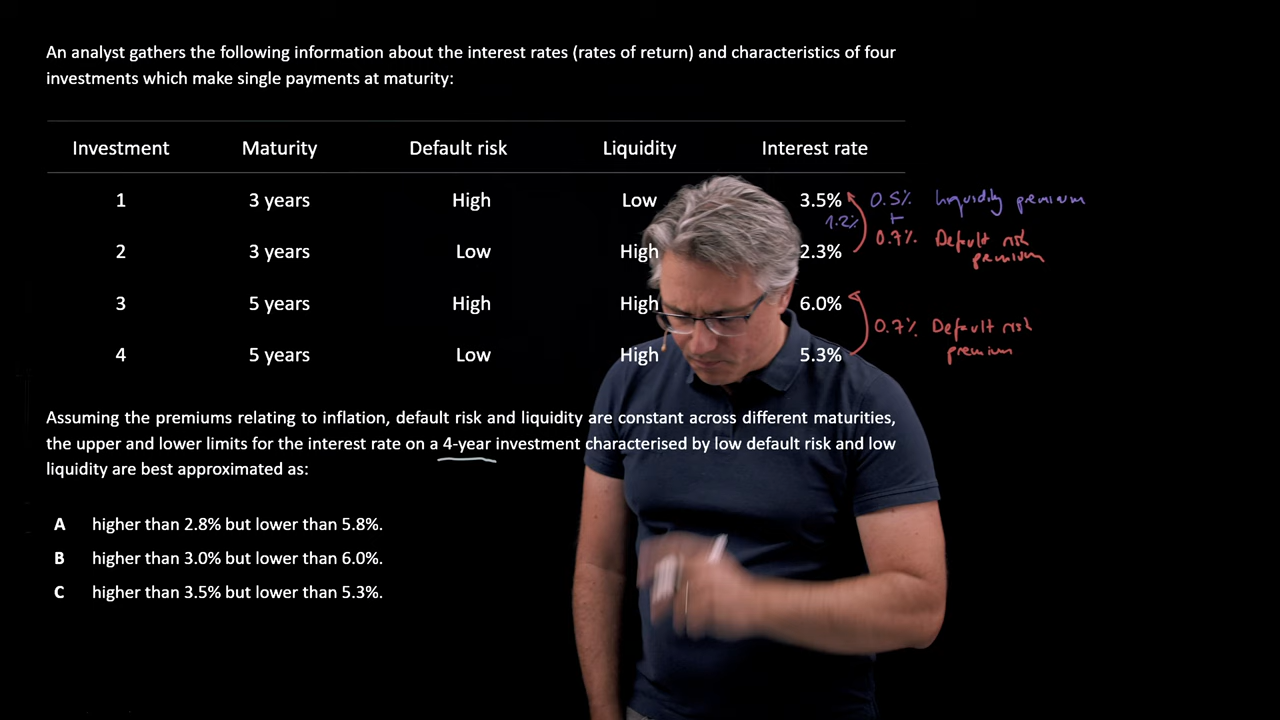 An analyst gathers the following information about the interest rates (rates of return) and characteristics of four
investments which make single payments at maturity:
Investment Maturity Default risk Liquidity Interest rate
1 3 years High Low 3.5% 0.5% Liquidity premium
1.2% +
2 3 years Low High 2.3% 0.7% Default risk
premium
3 5 years High High 6.0%
0.7% Default risk
premium
4 5 years Low High 5.3%
Assuming the premiums relating to inflation, default risk and liquidity are constant across different maturities,
the upper and lower limits for the interest rate on a 4-year investment characterised by low default risk and low
liquidity are best approximated as:
A higher than 2.8% but lower than 5.8%.
B higher than 3.0% but lower than 6.0%.
C higher than 3.5% but lower than 5.3%.